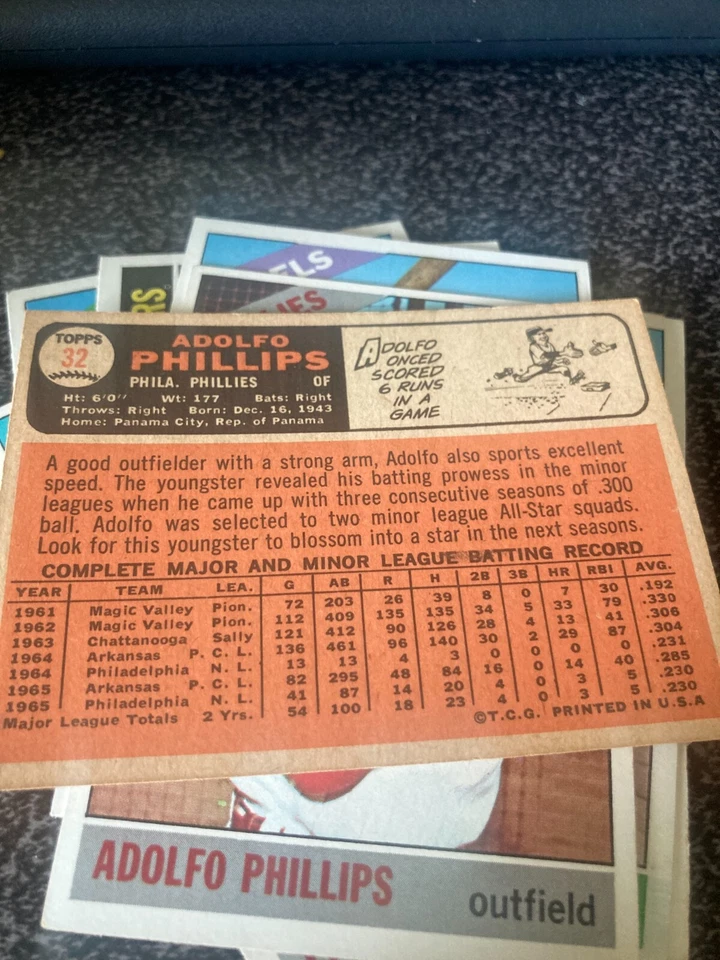 ELS
IES
RS
TOPPS
32
ADOLFO
PHILLIPS
PHILA. PHILLIES OF
Ht: 6'0" Wt: 177 Bats: Right
Throws: Right Born: Dec. 16, 1943
Home: Panama City, Rep. of Panama
ADOLFO
ONCED
SCORED
6 RUNS
IN A
GAME
A good outfielder with a strong arm, Adolfo also sports excellent
speed. The youngster revealed his batting prowess in the minor
leagues when he came up with three consecutive seasons of .300
ball. Adolfo was selected to two minor league All-Star squads.
Look for this youngster to blossom into a star in the next seasons.
COMPLETE MAJOR AND MINOR LEAGUE BATTING RECORD
YEAR TEAM LEA. G AB R H 2B 3B HR RBI AVG.
1961 Magic Valley Pion. 72 203 26 39 8 0 7 30 .192
1962 Magic Valley Pion. 112 409 135 135 34 5 33 79 .330
1963 Chattanooga Sally 121 412 90 126 28 4 13 41 .306
1964 Arkansas P. C. L. 136 461 96 140 30 2 29 87 .304
1964 Philadelphia N. L. 13 13 4 3 0 0 0 0 .231
1965 Arkansas P. C. L. 82 295 48 84 16 0 14 40 .285
1965 Philadelphia N. L. 41 87 14 20 4 0 3 5 .230
Major League Totals 2 Yrs. 54 100 18 23 4 0 3 5 .230
©T.C.G. PRINTED IN U.S.A
ADOLFO PHILLIPS
outfield